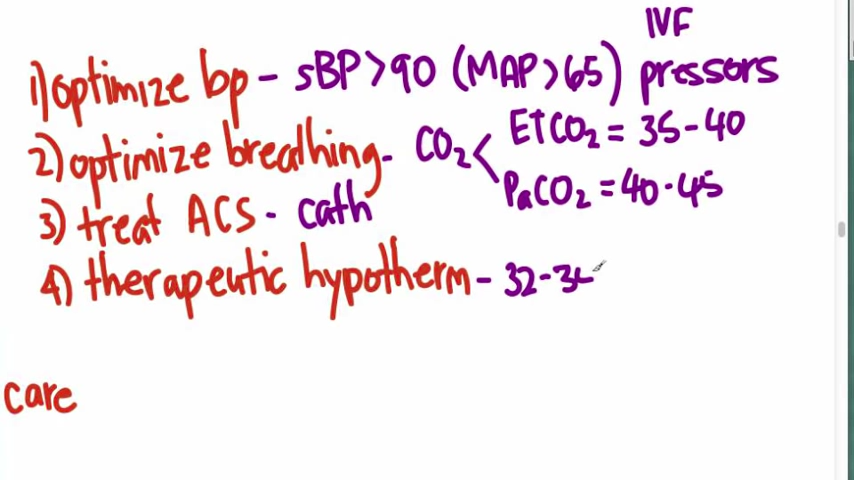 IVF
1) optimize bp - sBP > 90 (MAP > 65) pressors
2) optimize breathing - CO2 < ETCO2 = 35-40
PaCO2 = 40-45
3) treat ACS - cath
4) therapeutic hypotherm - 32-34
care